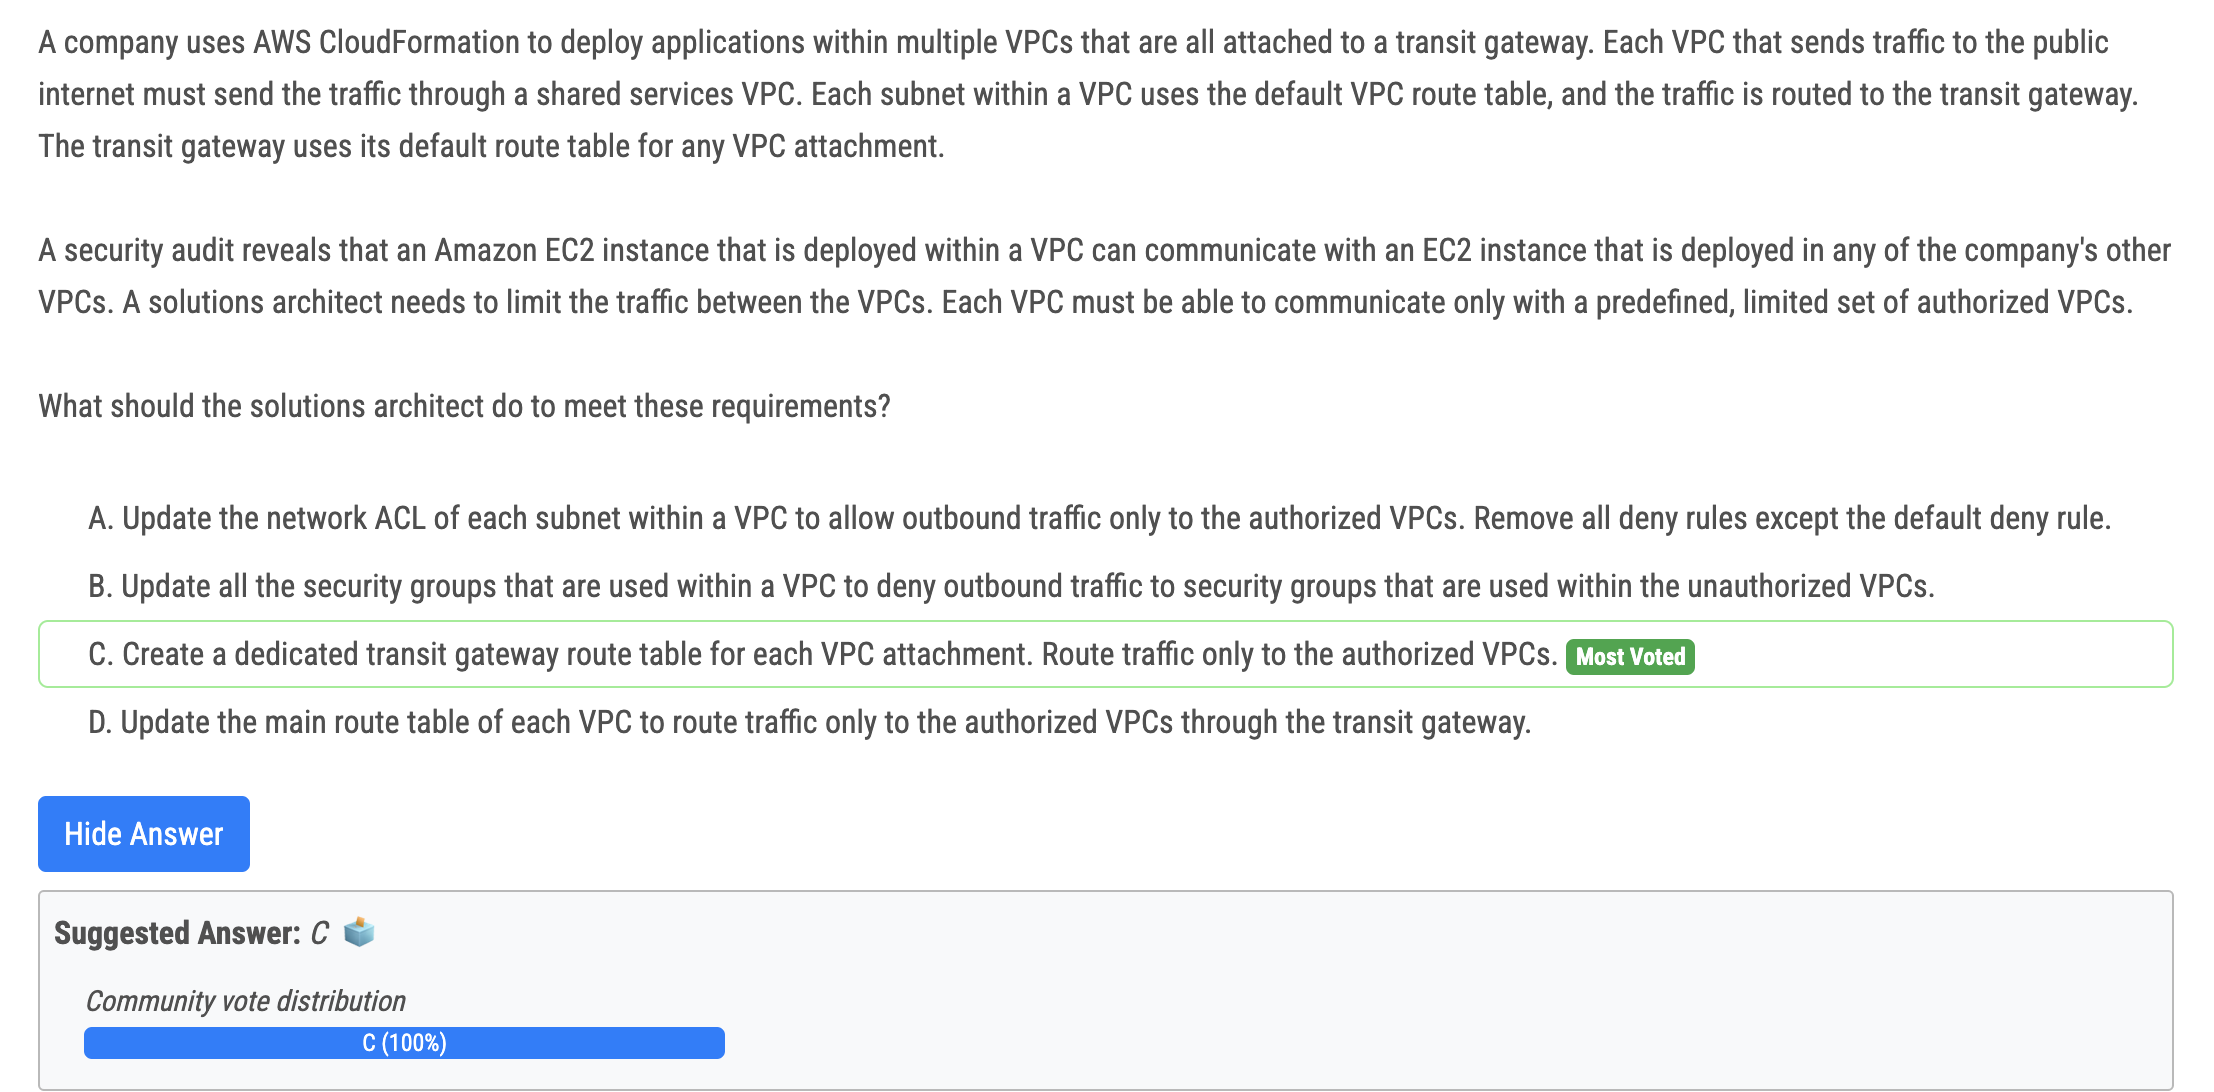 A company uses AWS CloudFormation to deploy applications within multiple VPCs that are all attached to a transit gateway. Each VPC that sends traffic to the public
internet must send the traffic through a shared services VPC. Each subnet within a VPC uses the default VPC route table, and the traffic is routed to the transit gateway.
The transit gateway uses its default route table for any VPC attachment.
A security audit reveals that an Amazon EC2 instance that is deployed within a VPC can communicate with an EC2 instance that is deployed in any of the company's other
VPCs. A solutions architect needs to limit the traffic between the VPCs. Each VPC must be able to communicate only with a predefined, limited set of authorized VPCs.
What should the solutions architect do to meet these requirements?
A. Update the network ACL of each subnet within a VPC to allow outbound traffic only to the authorized VPCs. Remove all deny rules except the default deny rule.
B. Update all the security groups that are used within a VPC to deny outbound traffic to security groups that are used within the unauthorized VPCs.
C. Create a dedicated transit gateway route table for each VPC attachment. Route traffic only to the authorized VPCs. Most Voted
D. Update the main route table of each VPC to route traffic only to the authorized VPCs through the transit gateway.
Hide Answer
Suggested Answer: C
Community vote distribution
C (100%)